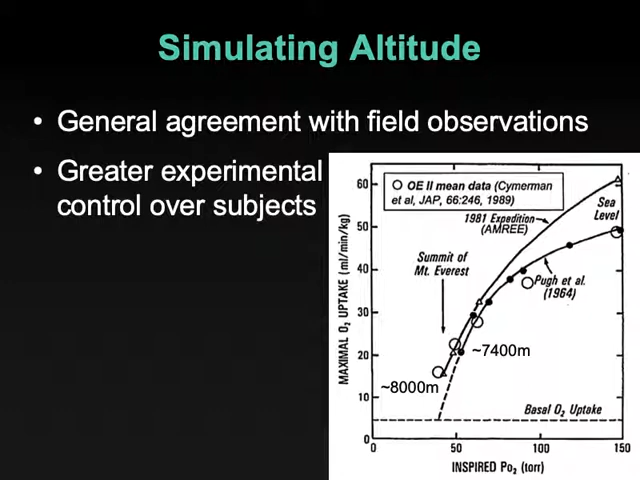 Simulating Altitude
• General agreement with field observations
• Greater experimental
control over subjects
OE II mean data (Cymerman
et al, JAP, 66:246, 1989)
1981 Expedition
(AMREE)
Sea
Level
Summit of
Mt. Everest
Pugh et al.
(1964)
~7400m
~8000m
Basal O₂ Uptake
MAXIMAL O₂ UPTAKE (ml/min/kg)
60
50
40
30
20
10
0
0 50 100 150
INSPIRED Po₂ (torr)